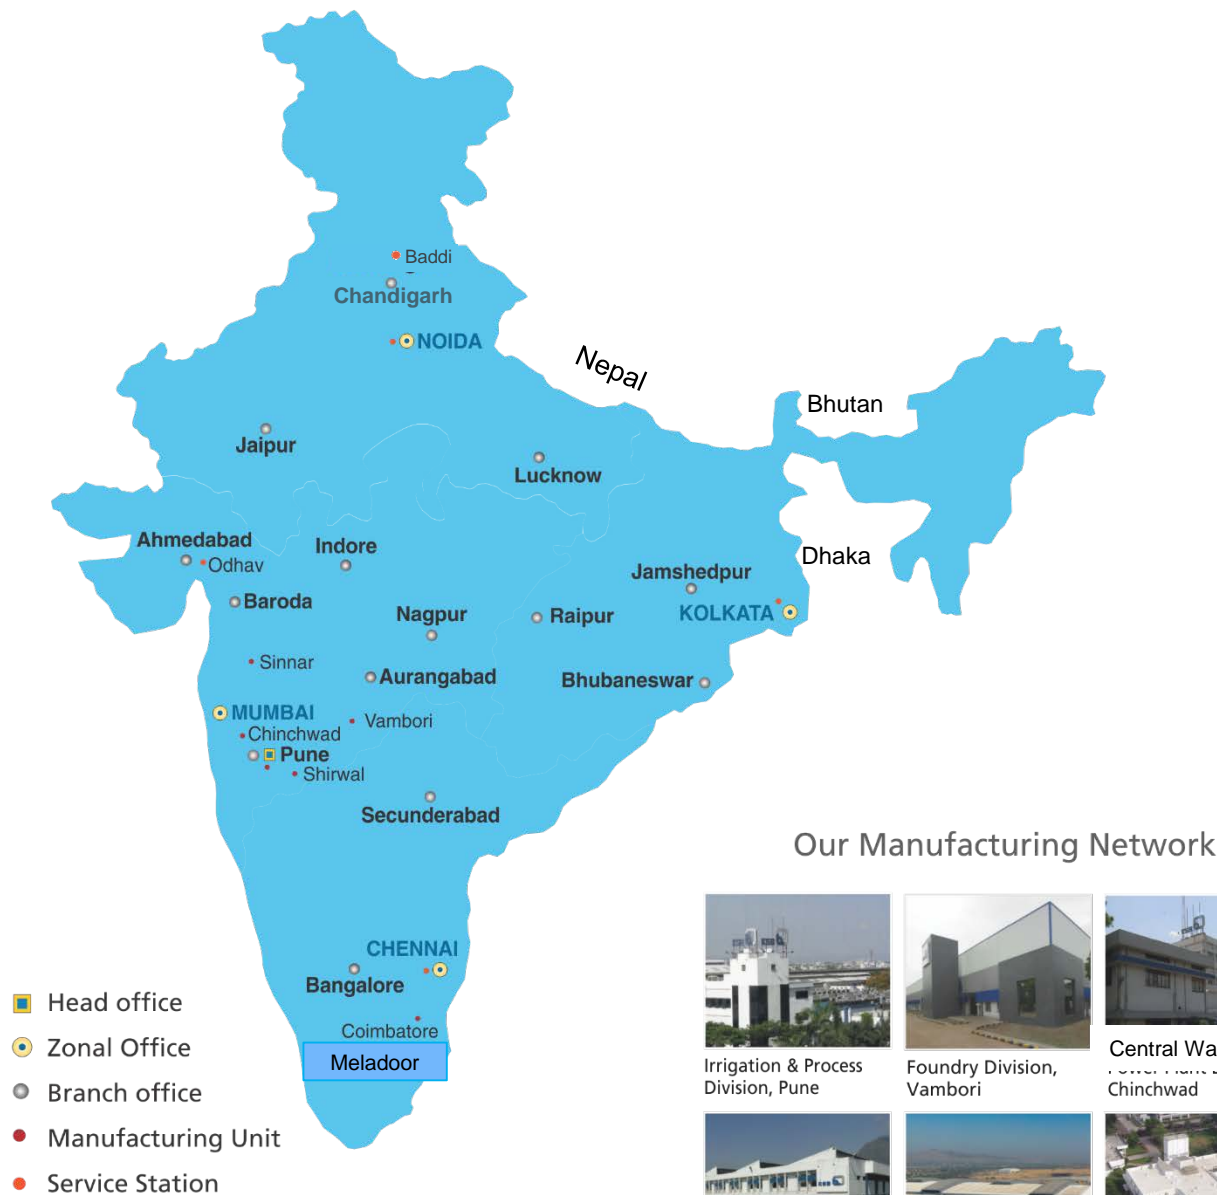 Baddi
Chandigarh
NOIDA
Nepal
Bhutan
Jaipur
Lucknow
Ahmedabad
Odhav
Indore
Dhaka
Jamshedpur
Baroda
Nagpur
Raipur
KOLKATA
Sinnar
Aurangabad
Bhubaneswar
MUMBAI
Vambori
Chinchwad
Pune
Shirwal
Secunderabad
Our Manufacturing Network
CHENNAI
Bangalore
Coimbatore
Meladoor
Head office
Zonal Office
Branch office
Manufacturing Unit
Service Station
Irrigation & Process
Division, Pune
Foundry Division,
Vambori
Central Wa
Chinchwad